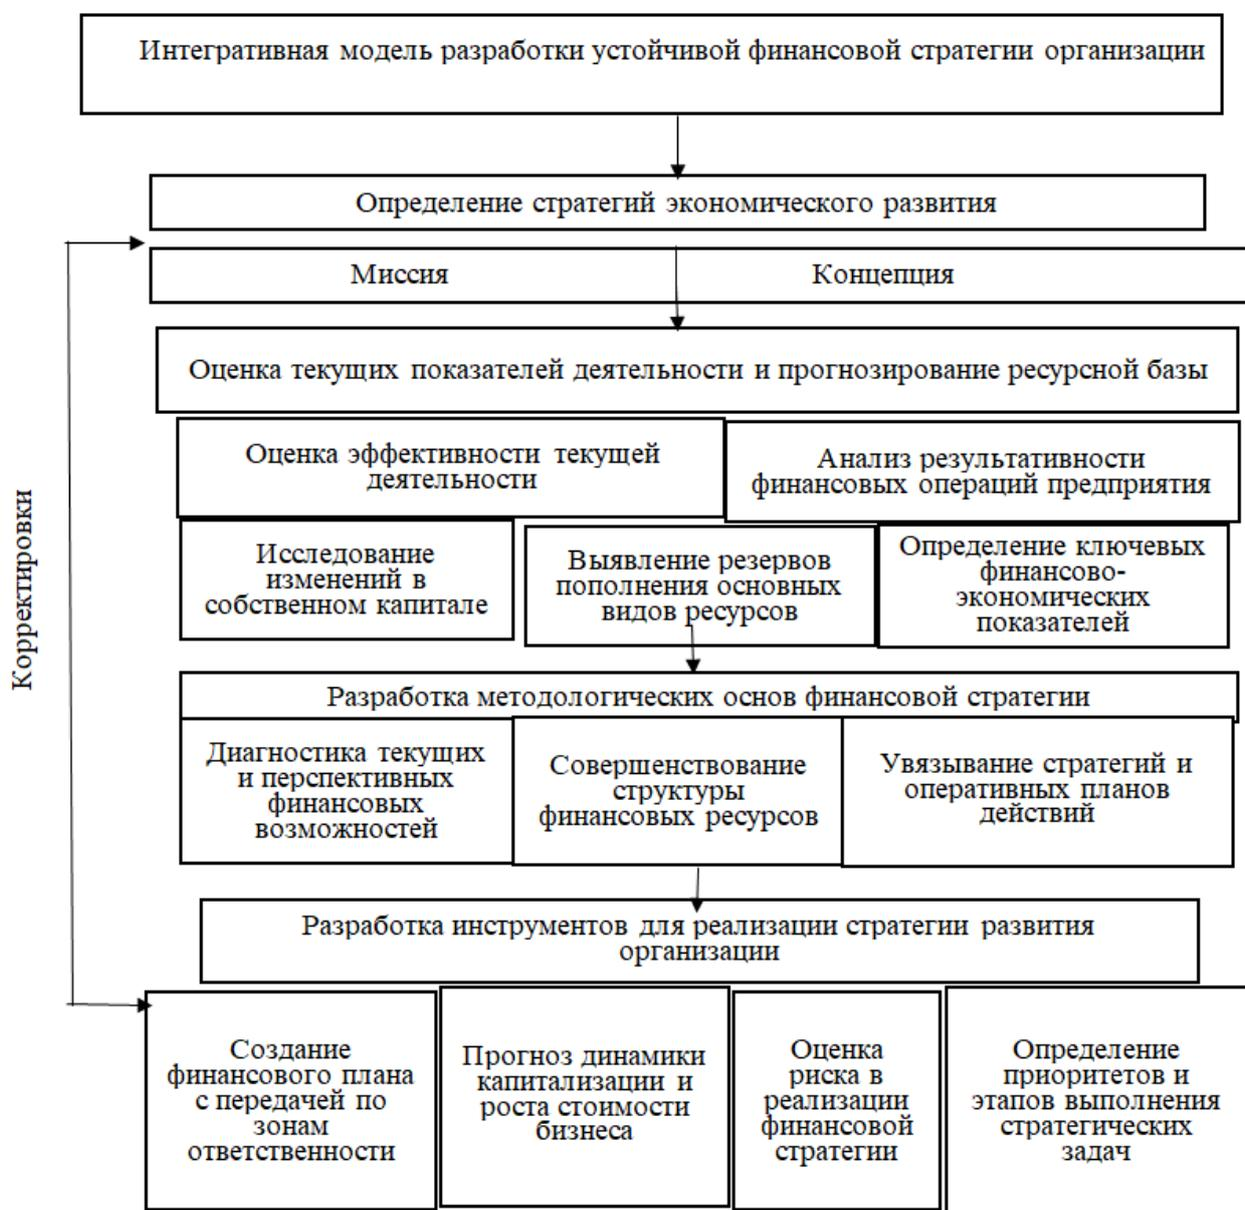 Интегративная модель разработки устойчивой финансовой стратегии организации
Определение стратегий экономического развития
Миссия
Концепция
Оценка текущих показателей деятельности и прогнозирование ресурсной базы
Оценка эффективности текущей
деятельности
Анализ результативности
финансовых операций предприятия
Исследование
изменений в
собственном капитале
Выявление резервов
пополнения основных
видов ресурсов
Определение ключевых
финансово-
экономических
показателей
Разработка методологических основ финансовой стратегии
Диагностика текущих
и перспективных
финансовых
возможностей
Совершенствование
структуры
финансовых ресурсов
Увязывание стратегий и
оперативных планов
действий
Разработка инструментов для реализации стратегии развития
организации
Создание
финансового плана
с передачей по
зонам
ответственности
Прогноз динамики
капитализации и
роста стоимости
бизнеса
Оценка
риска в
реализации
финансовой
стратегии
Определение
приоритетов и
этапов выполнения
стратегических
задач
Корректировки